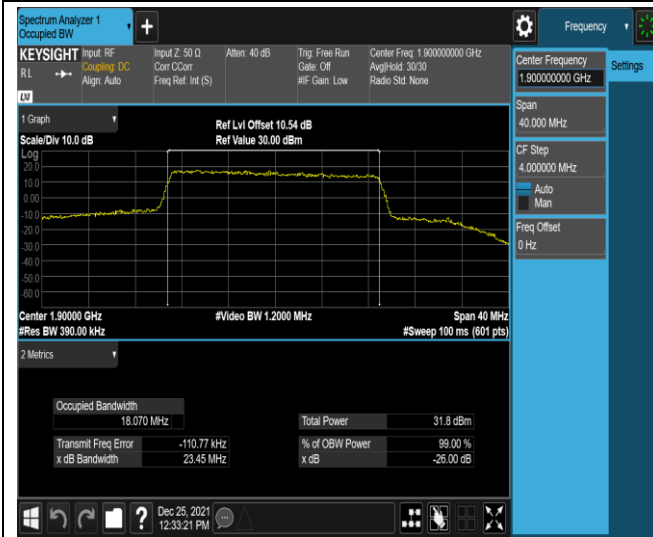 Spectrum Analyzer 1
Occupied BW
+
Frequency
KEYSIGHT
RL
Input: RF
Coupling: DC
Align: Auto
Input Z: 50 Ω
Corr CCorr
Freq Ref: Int (S)
Atten: 40 dB
Trig: Free Run
Gate: Off
#IF Gain: Low
Center Freq: 1.900000000 GHz
Avg|Hold: 30/30
Radio Std: None
LXI
Center Frequency
1.900000000 GHz
Settings
Span
40.000 MHz
CF Step
4.000000 MHz
Auto
Man
Freq Offset
0 Hz
1 Graph
Scale/Div 10.0 dB
Ref Lvl Offset 10.54 dB
Ref Value 30.00 dBm
Log
20.0
10.0
0.00
-10.0
-20.0
-30.0
-40.0
-50.0
-60.0
Center 1.90000 GHz
#Video BW 1.2000 MHz
Span 40 MHz
#Res BW 390.00 kHz
#Sweep 100 ms (601 pts)
2 Metrics
Occupied Bandwidth
18.070 MHz
Total Power 31.8 dBm
Transmit Freq Error -110.77 kHz
% of OBW Power 99.00 %
x dB Bandwidth 23.45 MHz
x dB -26.00 dB
?
Dec 25, 2021
12:33:21 PM